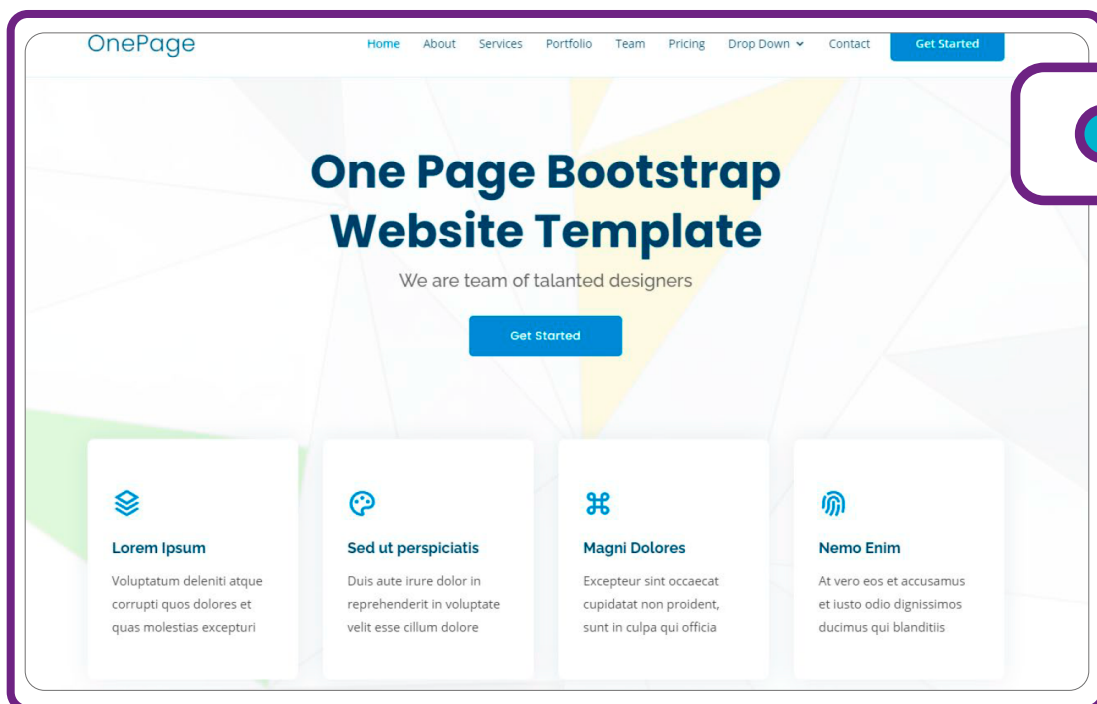 OnePage
Home About Services Portfolio Team Pricing Drop Down Contact Get Started
One Page Bootstrap
Website Template
We are team of talanted designers
Get Started
Lorem Ipsum
Voluptatum deleniti atque
corrupti quos dolores et
quas molestias excepturi
Sed ut perspiciatis
Duis aute irure dolor in
reprehenderit in voluptate
velit esse cillum dolore
Magni Dolores
Excepteur sint occaecat
cupidatat non proident,
sunt in culpa qui officia
Nemo Enim
At vero eos et accusamus
et iusto odio dignissimos
ducimus qui blanditiis